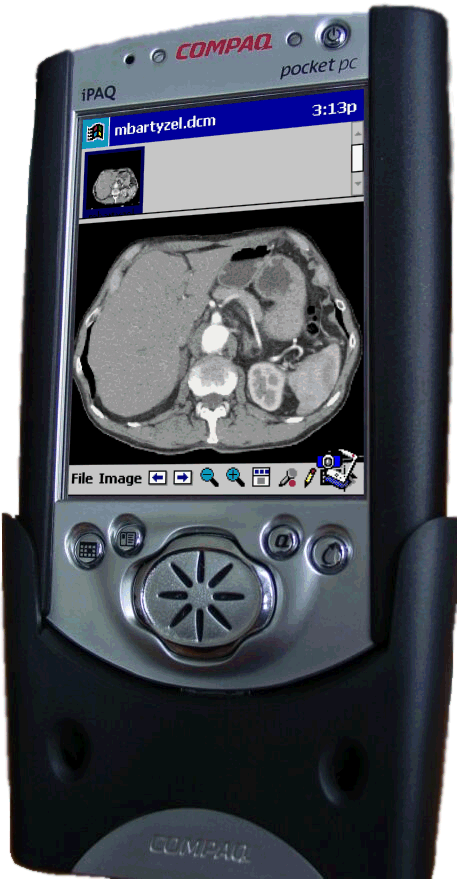 COMPAQ
iPAQ
pocket pc
mbartyzel.dcm
3:13p
File Image
COMPAQ